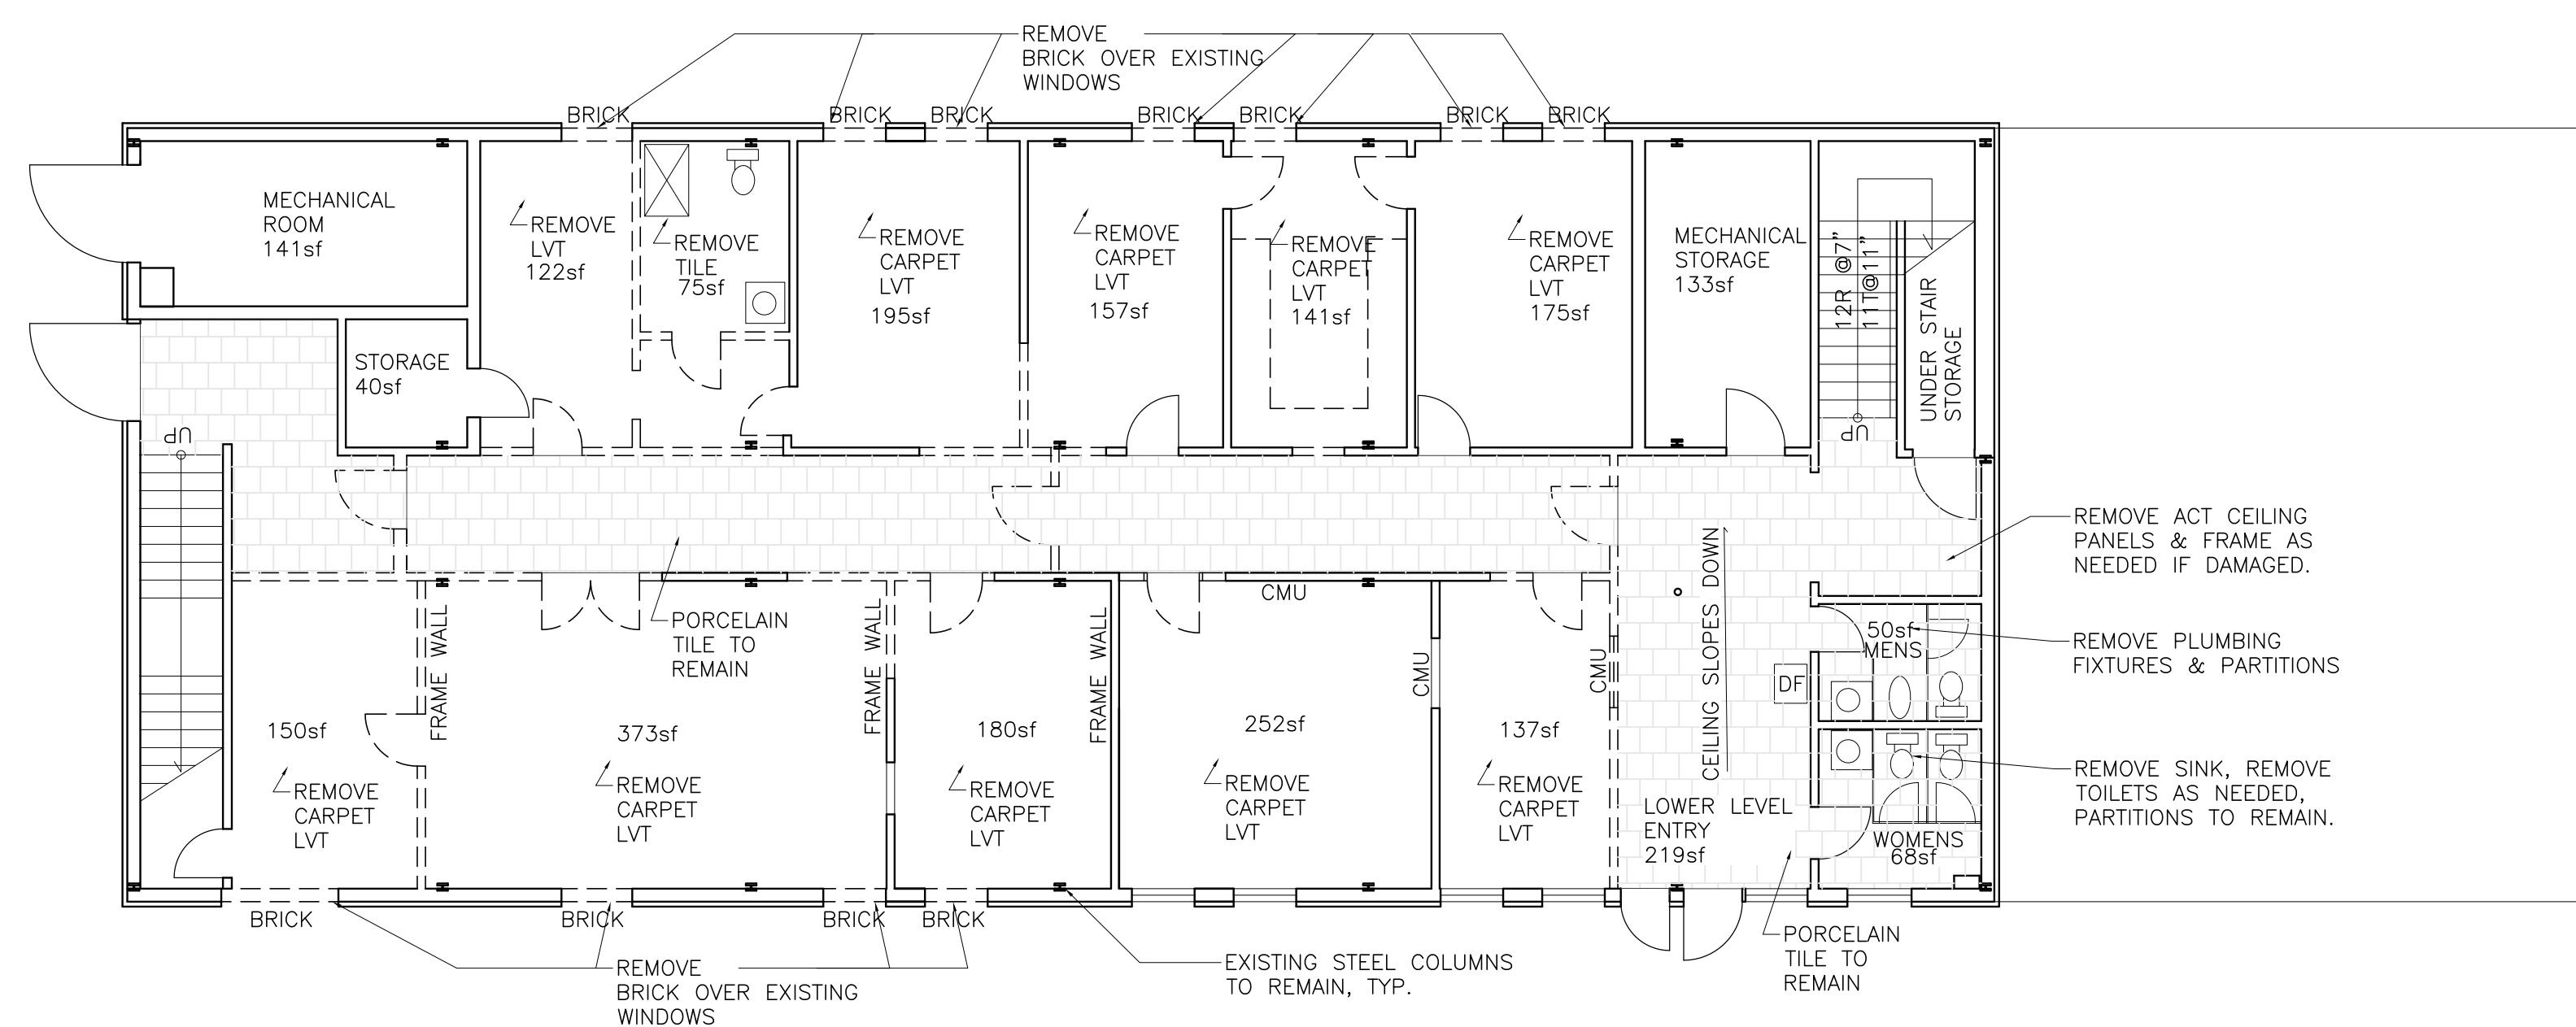 REMOVE
BRICK OVER EXISTING
WINDOWS
BRICK
BRICK
BRICK
BRICK
BRICK
BRICK
BRICK
MECHANICAL
ROOM
141sf
REMOVE
LVT
122sf
REMOVE
TILE
75sf
REMOVE
CARPET
LVT
195sf
REMOVE
CARPET
LVT
157sf
REMOVE
CARPET
LVT
141sf
REMOVE
CARPET
LVT
175sf
MECHANICAL
STORAGE
133sf
12R @7"
11T@11"
UNDER STAIR
STORAGE
STORAGE
40sf
UP
UP
REMOVE ACT CEILING
PANELS & FRAME AS
NEEDED IF DAMAGED.
PORCELAIN
TILE TO
REMAIN
FRAME WALL
FRAME WALL
FRAME WALL
CMU
CMU
CMU
CEILING SLOPES DOWN
DF
50sf
MENS
REMOVE PLUMBING
FIXTURES & PARTITIONS
150sf
REMOVE
CARPET
LVT
373sf
REMOVE
CARPET
LVT
180sf
REMOVE
CARPET
LVT
252sf
REMOVE
CARPET
LVT
137sf
REMOVE
CARPET
LVT
LOWER LEVEL
ENTRY
219sf
WOMENS
68sf
REMOVE SINK, REMOVE
TOILETS AS NEEDED,
PARTITIONS TO REMAIN.
BRICK
BRICK
BRICK
BRICK
REMOVE
BRICK OVER EXISTING
WINDOWS
EXISTING STEEL COLUMNS
TO REMAIN, TYP.
PORCELAIN
TILE TO
REMAIN